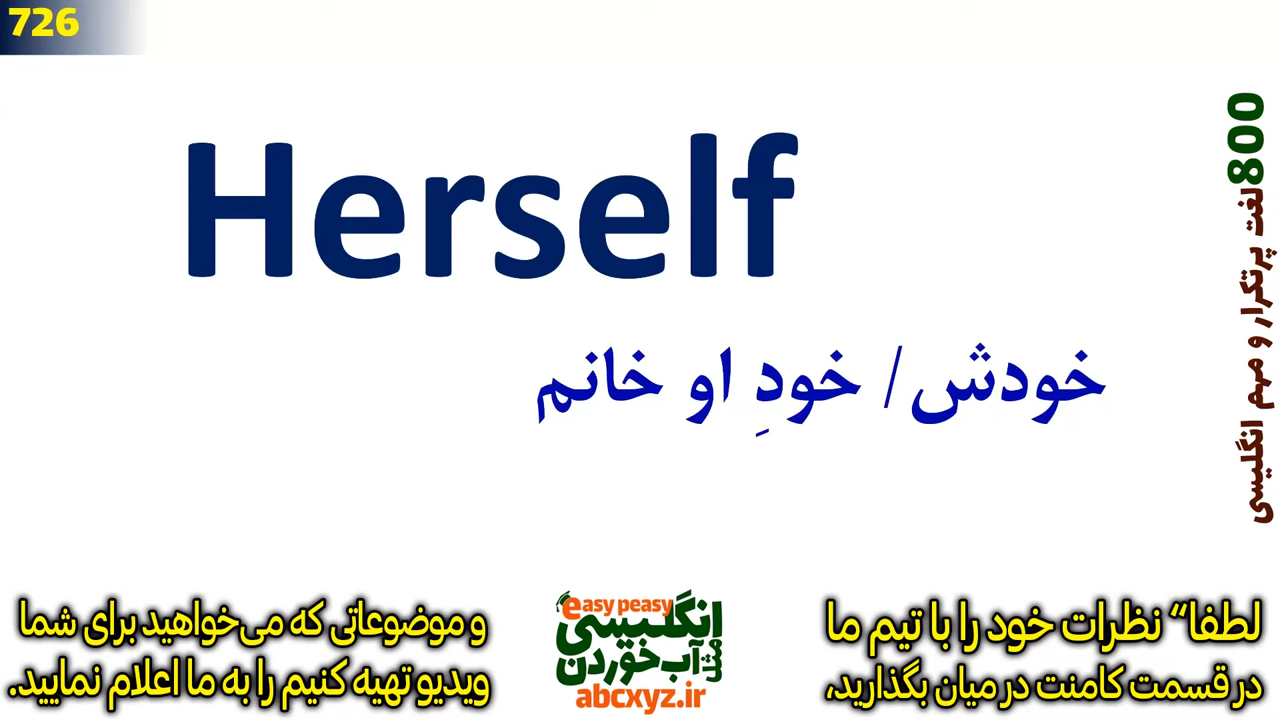 726
Herself
خودش/ خودِ او خانم
800 لغت پرتکرار و مهم انگلیسی
لطفا“ نظرات خود را با تیم ما
در قسمت کامنت در میان بگذارید،
و موضوعاتی که می‌خواهید برای شما
ویدیو تهیه کنیم را به ما اعلام نمایید.
easy peasy
انگلیسی
مثل آب خوردن
abcxyz.ir